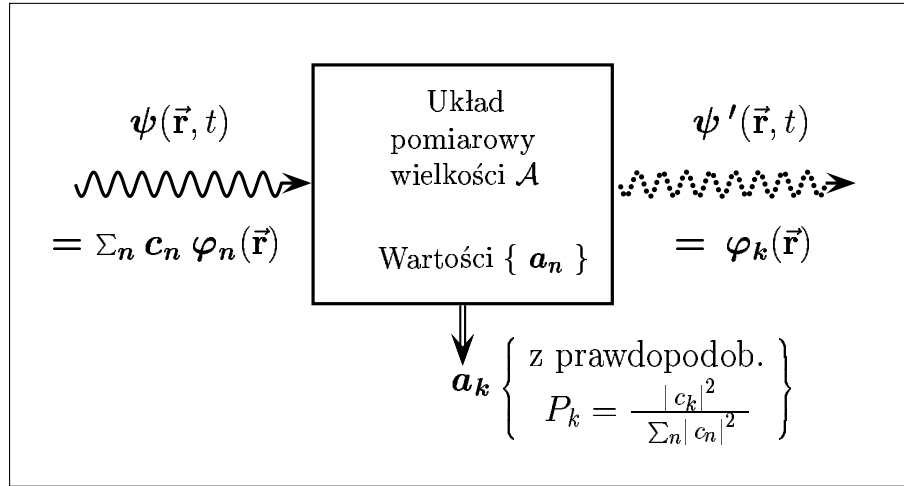 ψ(r⃗, t)
= Σₙ cₙ φₙ(r⃗)
Układ
pomiarowy
wielkości 𝒜
Wartości { aₙ }
ψ′(r⃗, t)
= φₖ(r⃗)
aₖ { z prawdopodob. }
Pₖ = |cₖ|² / Σₙ|cₙ|²